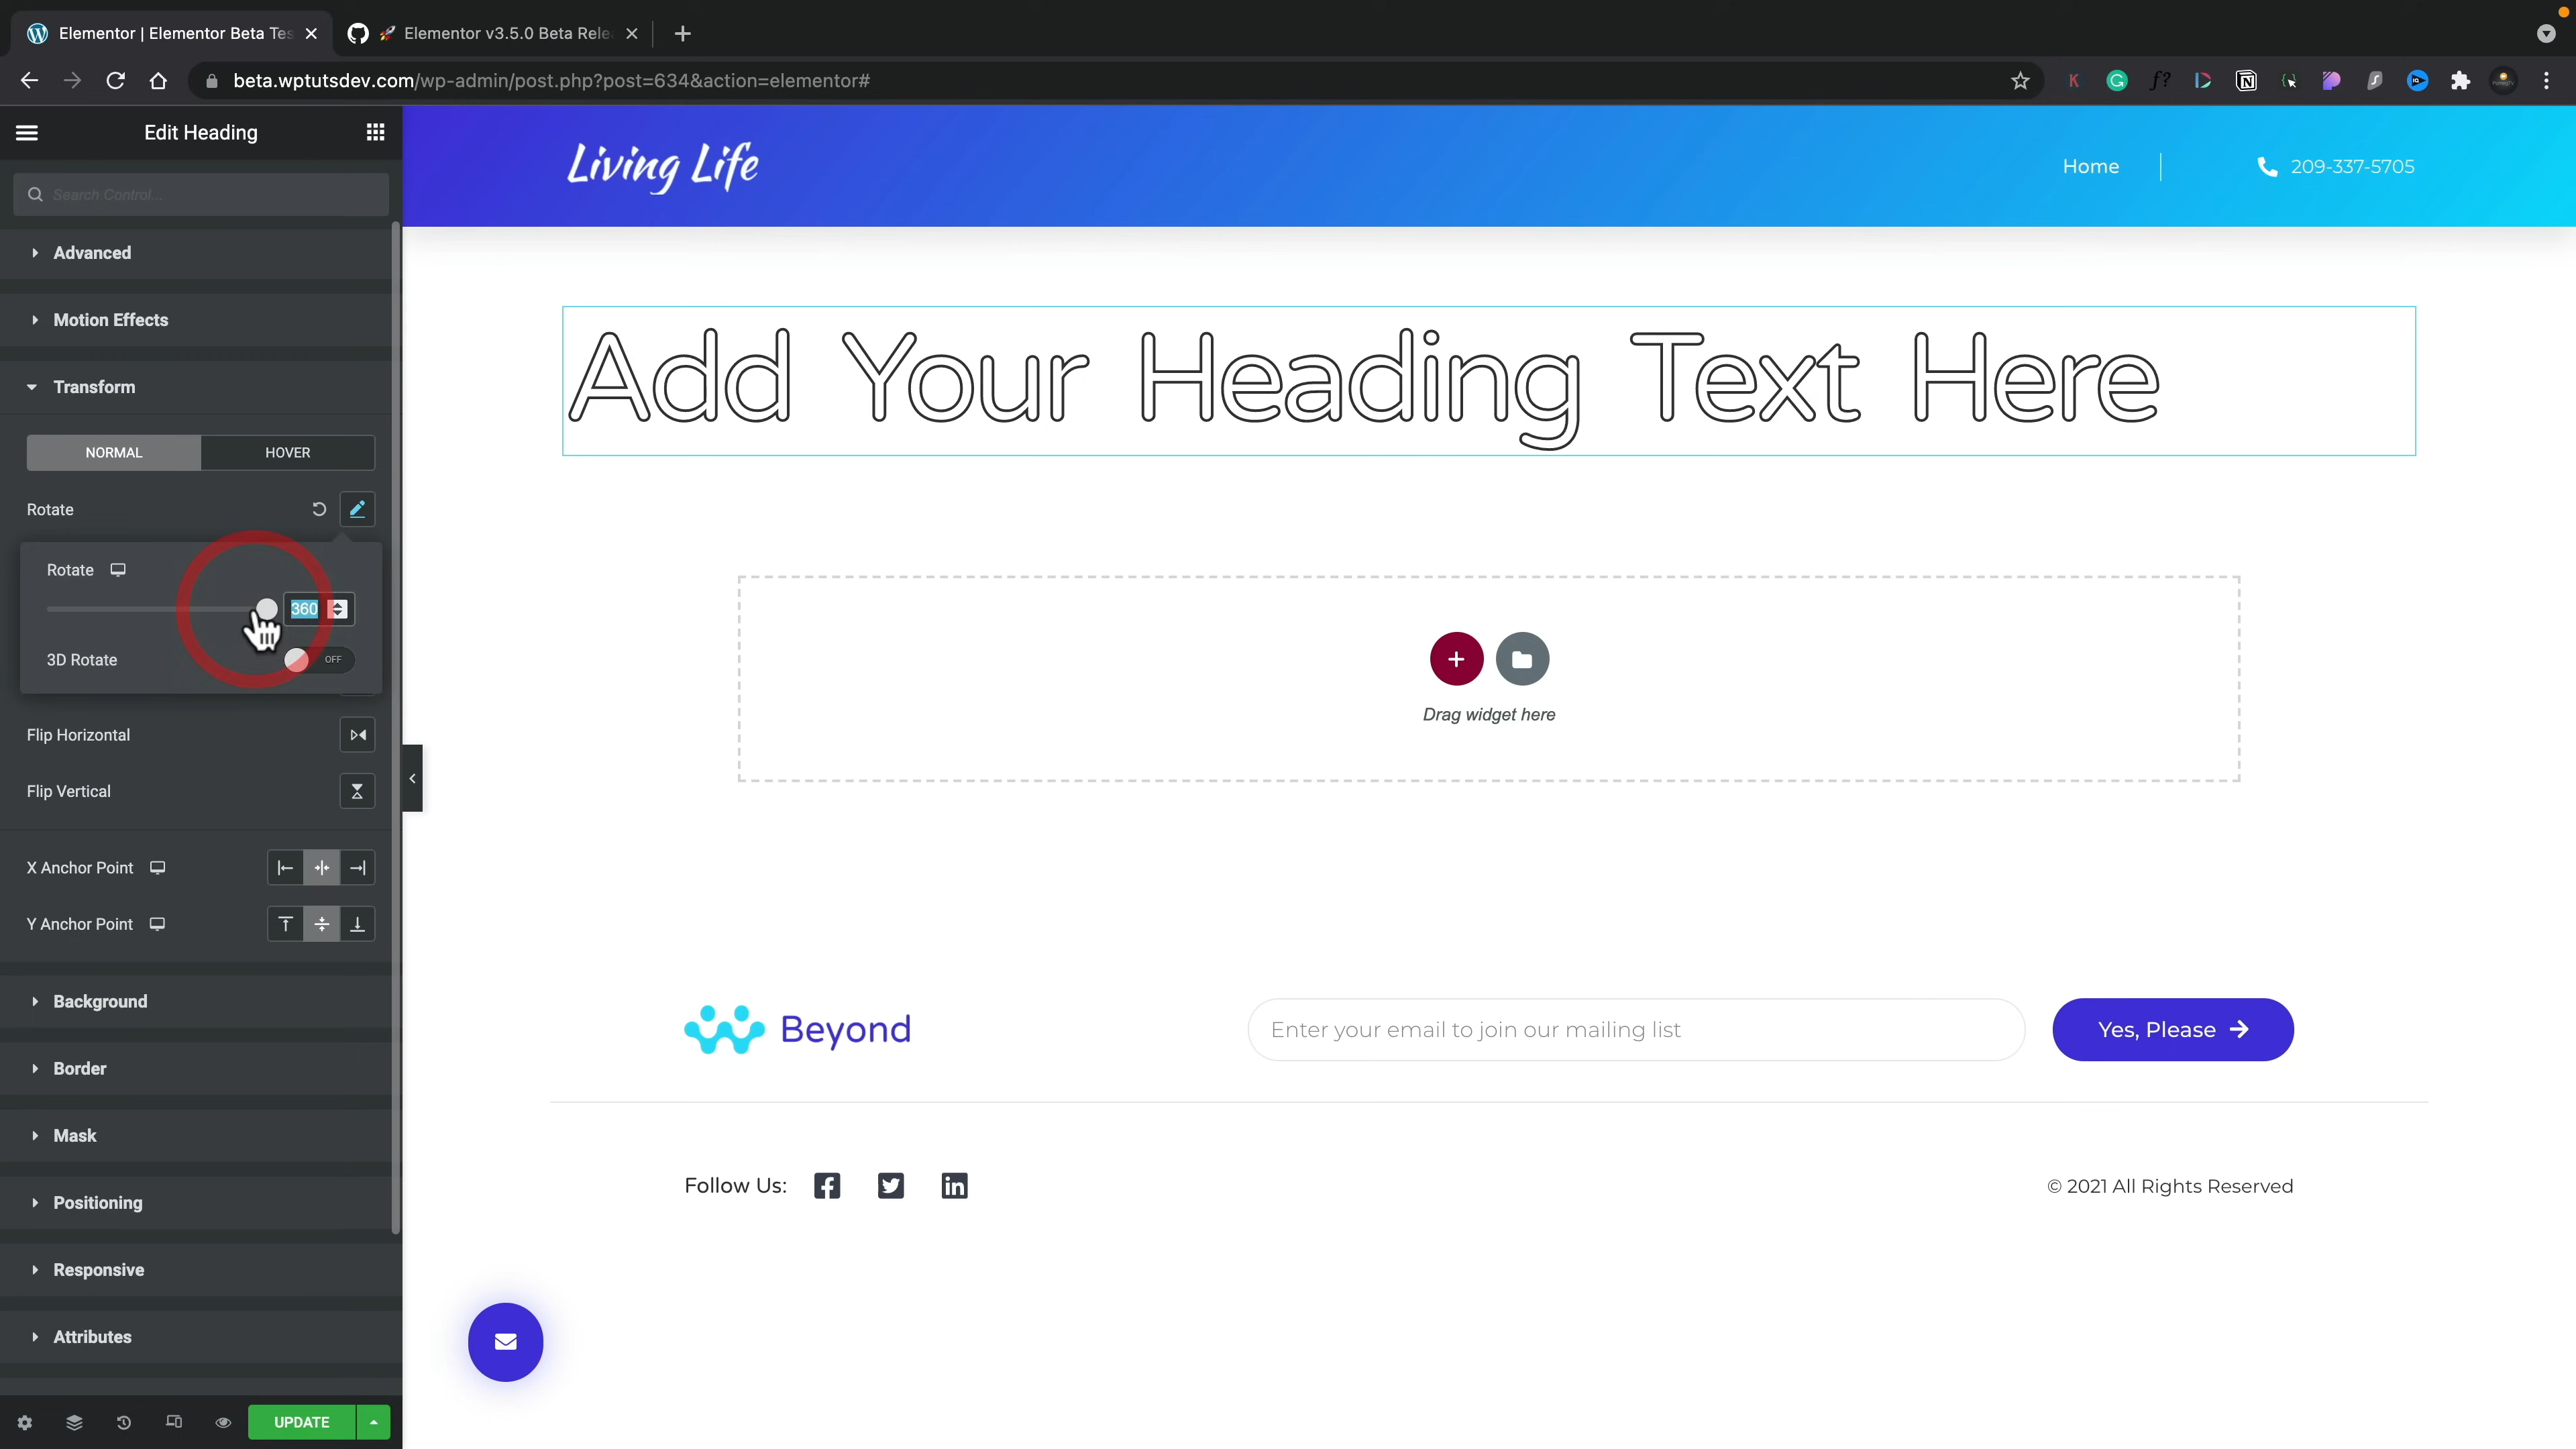 Elementor | Elementor Beta Tes
🚀 Elementor v3.5.0 Beta Rele
beta.wptutsdev.com/wp-admin/post.php?post=634&action=elementor#
Edit Heading
Search Control...
Advanced
Motion Effects
Transform
NORMAL
HOVER
Rotate
Rotate
360
3D Rotate
OFF
Flip Horizontal
Flip Vertical
X Anchor Point
Y Anchor Point
Background
Border
Mask
Positioning
Responsive
Attributes
UPDATE
Living Life
Home
209-337-5705
Add Your Heading Text Here
Drag widget here
Beyond
Enter your email to join our mailing list
Yes, Please
Follow Us:
© 2021 All Rights Reserved